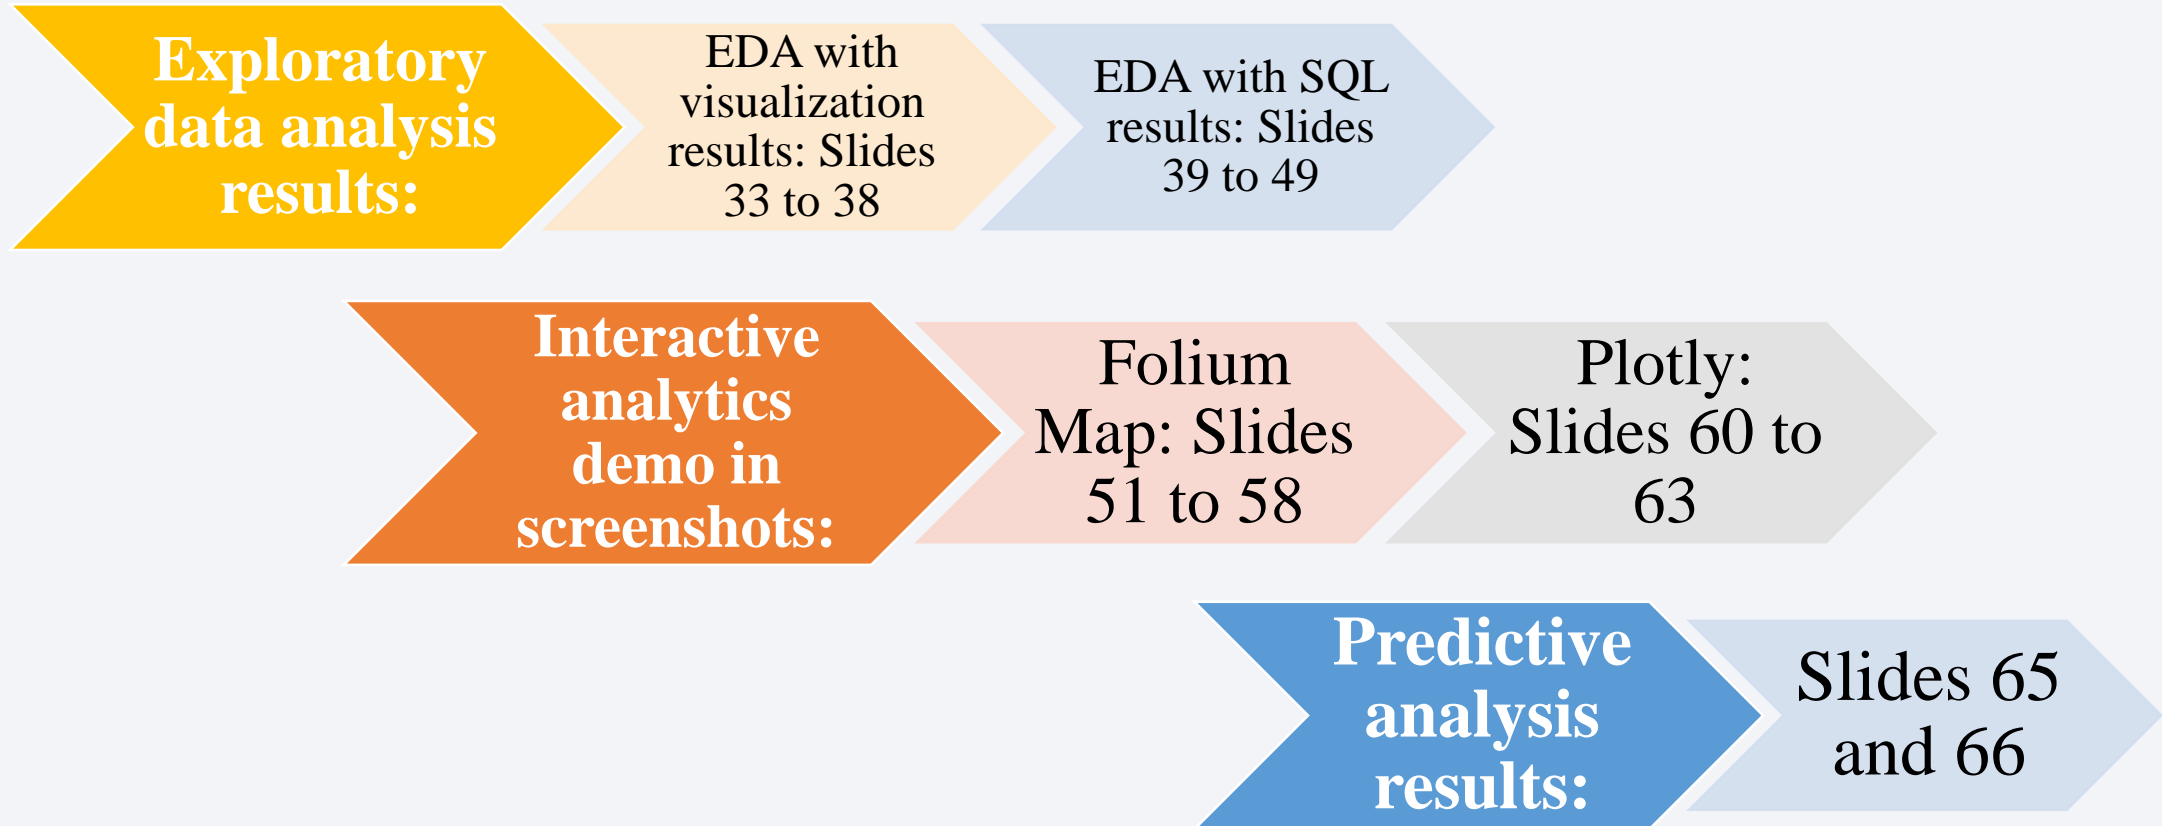 Exploratory
data analysis
results:
EDA with
visualization
results: Slides
33 to 38
EDA with SQL
results: Slides
39 to 49
Interactive
analytics
demo in
screenshots:
Folium
Map: Slides
51 to 58
Plotly:
Slides 60 to
63
Predictive
analysis
results:
Slides 65
and 66